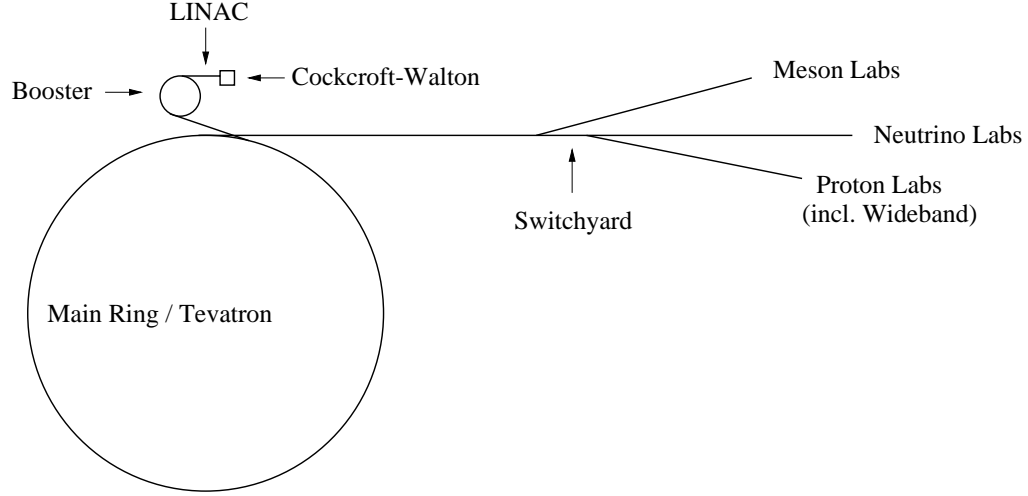 LINAC
Cockcroft-Walton
Booster
Meson Labs
Neutrino Labs
Proton Labs
(incl. Wideband)
Switchyard
Main Ring / Tevatron